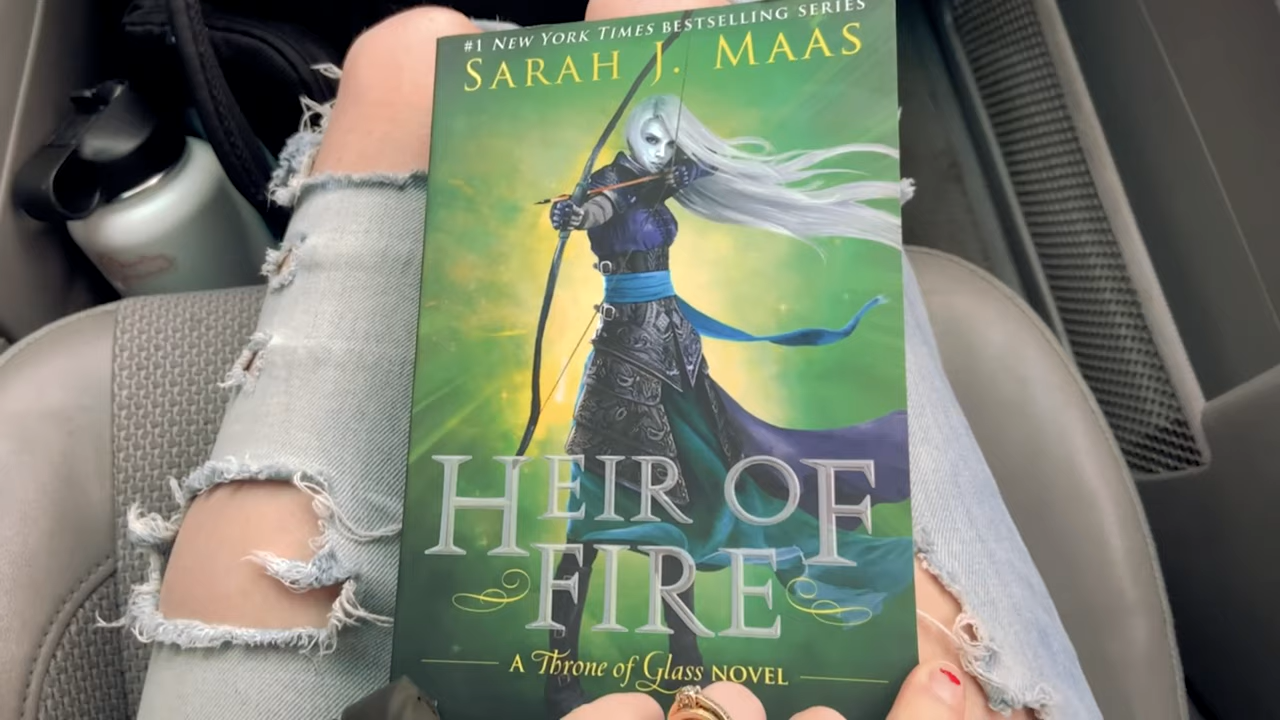 #1 NEW YORK TIMES BESTSELLING SERIES
SARAH J. MAAS
HEIR OF
FIRE
A Throne of Glass NOVEL